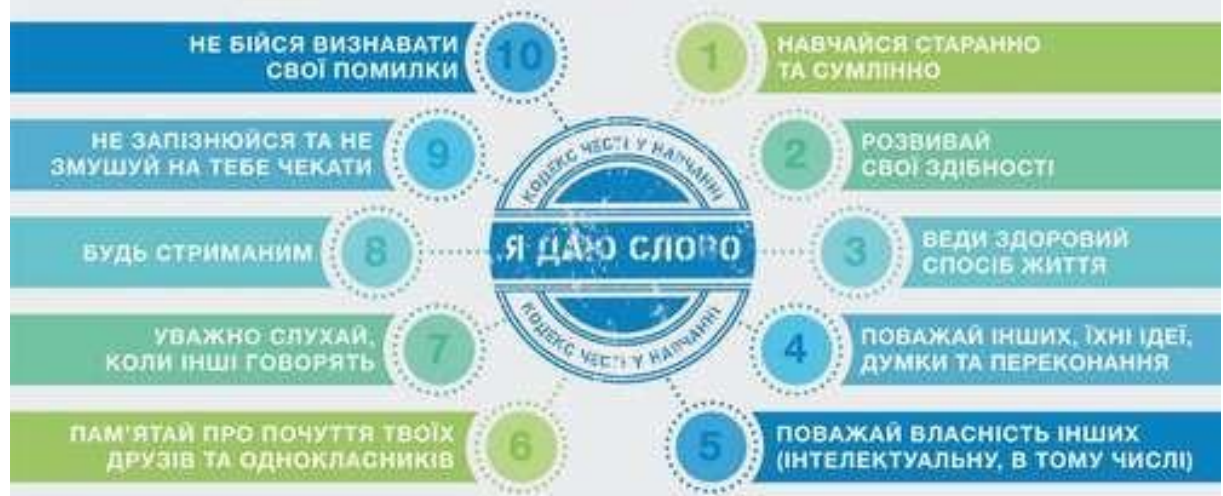 10
НЕ БІЙСЯ ВИЗНАВАТИ
СВОЇ ПОМИЛКИ
1
НАВЧАЙСЯ СТАРАННО
ТА СУМЛІННО
9
НЕ ЗАПІЗНЮЙСЯ ТА НЕ
ЗМУШУЙ НА ТЕБЕ ЧЕКАТИ
2
РОЗВИВАЙ
СВОЇ ЗДІБНОСТІ
8
БУДЬ СТРИМАНИМ
КОДЕКС ЧЕСТІ У НАВЧАННІ
Я ДАЮ СЛОВО
КОДЕКС ЧЕСТІ У НАВЧАННІ
3
ВЕДИ ЗДОРОВИЙ
СПОСІБ ЖИТТЯ
7
УВАЖНО СЛУХАЙ,
КОЛИ ІНШІ ГОВОРЯТЬ
4
ПОВАЖАЙ ІНШИХ, ЇХНІ ІДЕЇ,
ДУМКИ ТА ПЕРЕКОНАННЯ
6
ПАМ'ЯТАЙ ПРО ПОЧУТТЯ ТВОЇХ
ДРУЗІВ ТА ОДНОКЛАСНИКІВ
5
ПОВАЖАЙ ВЛАСНІСТЬ ІНШИХ
(ІНТЕЛЕКТУАЛЬНУ, В ТОМУ ЧИСЛІ)